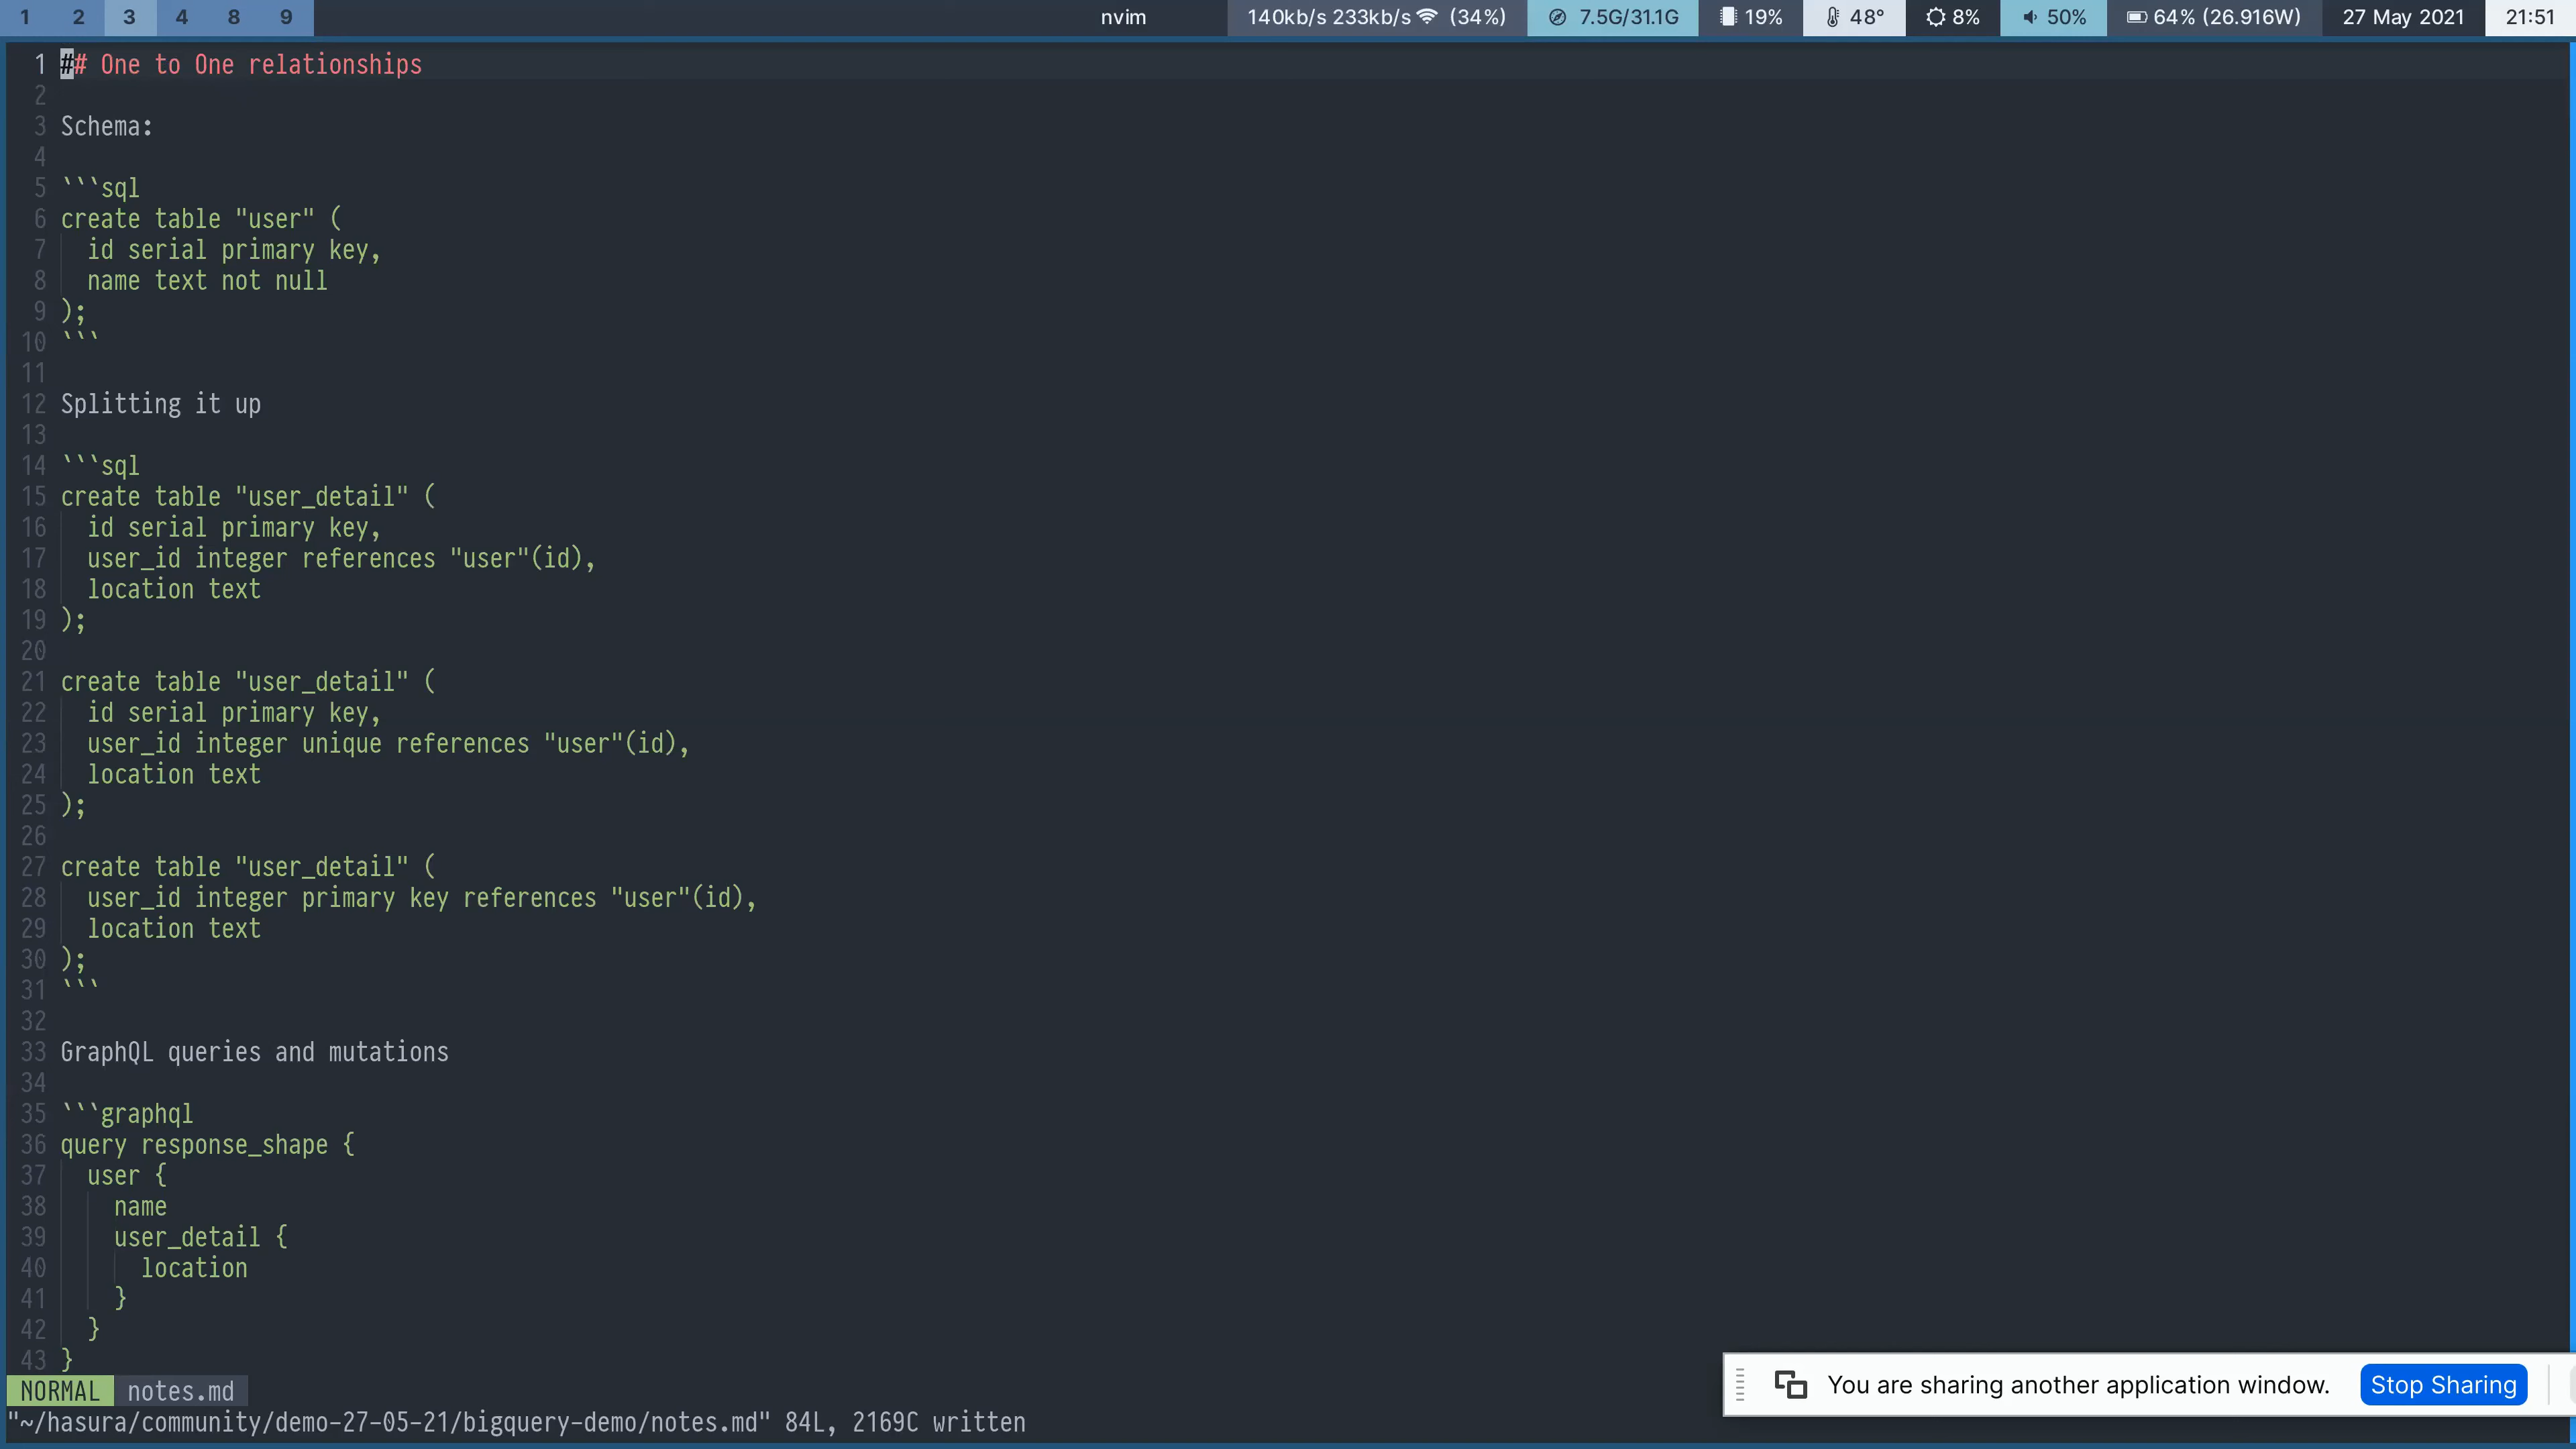 1 2 3 4 8 9 nvim 140kb/s 233kb/s (34%) 7.5G/31.1G 19% 48° 8% 50% 64% (26.916W) 27 May 2021 21:51
1 ## One to One relationships
2
3 Schema:
4
5 ```sql
6 create table "user" (
7   id serial primary key,
8   name text not null
9 );
10 ```
11
12 Splitting it up
13
14 ```sql
15 create table "user_detail" (
16   id serial primary key,
17   user_id integer references "user"(id),
18   location text
19 );
20
21 create table "user_detail" (
22   id serial primary key,
23   user_id integer unique references "user"(id),
24   location text
25 );
26
27 create table "user_detail" (
28   user_id integer primary key references "user"(id),
29   location text
30 );
31 ```
32
33 GraphQL queries and mutations
34
35 ```graphql
36 query response_shape {
37   user {
38     name
39     user_detail {
40       location
41     }
42   }
43 }
NORMAL notes.md
You are sharing another application window. Stop Sharing
"~/hasura/community/demo-27-05-21/bigquery-demo/notes.md" 84L, 2169C written